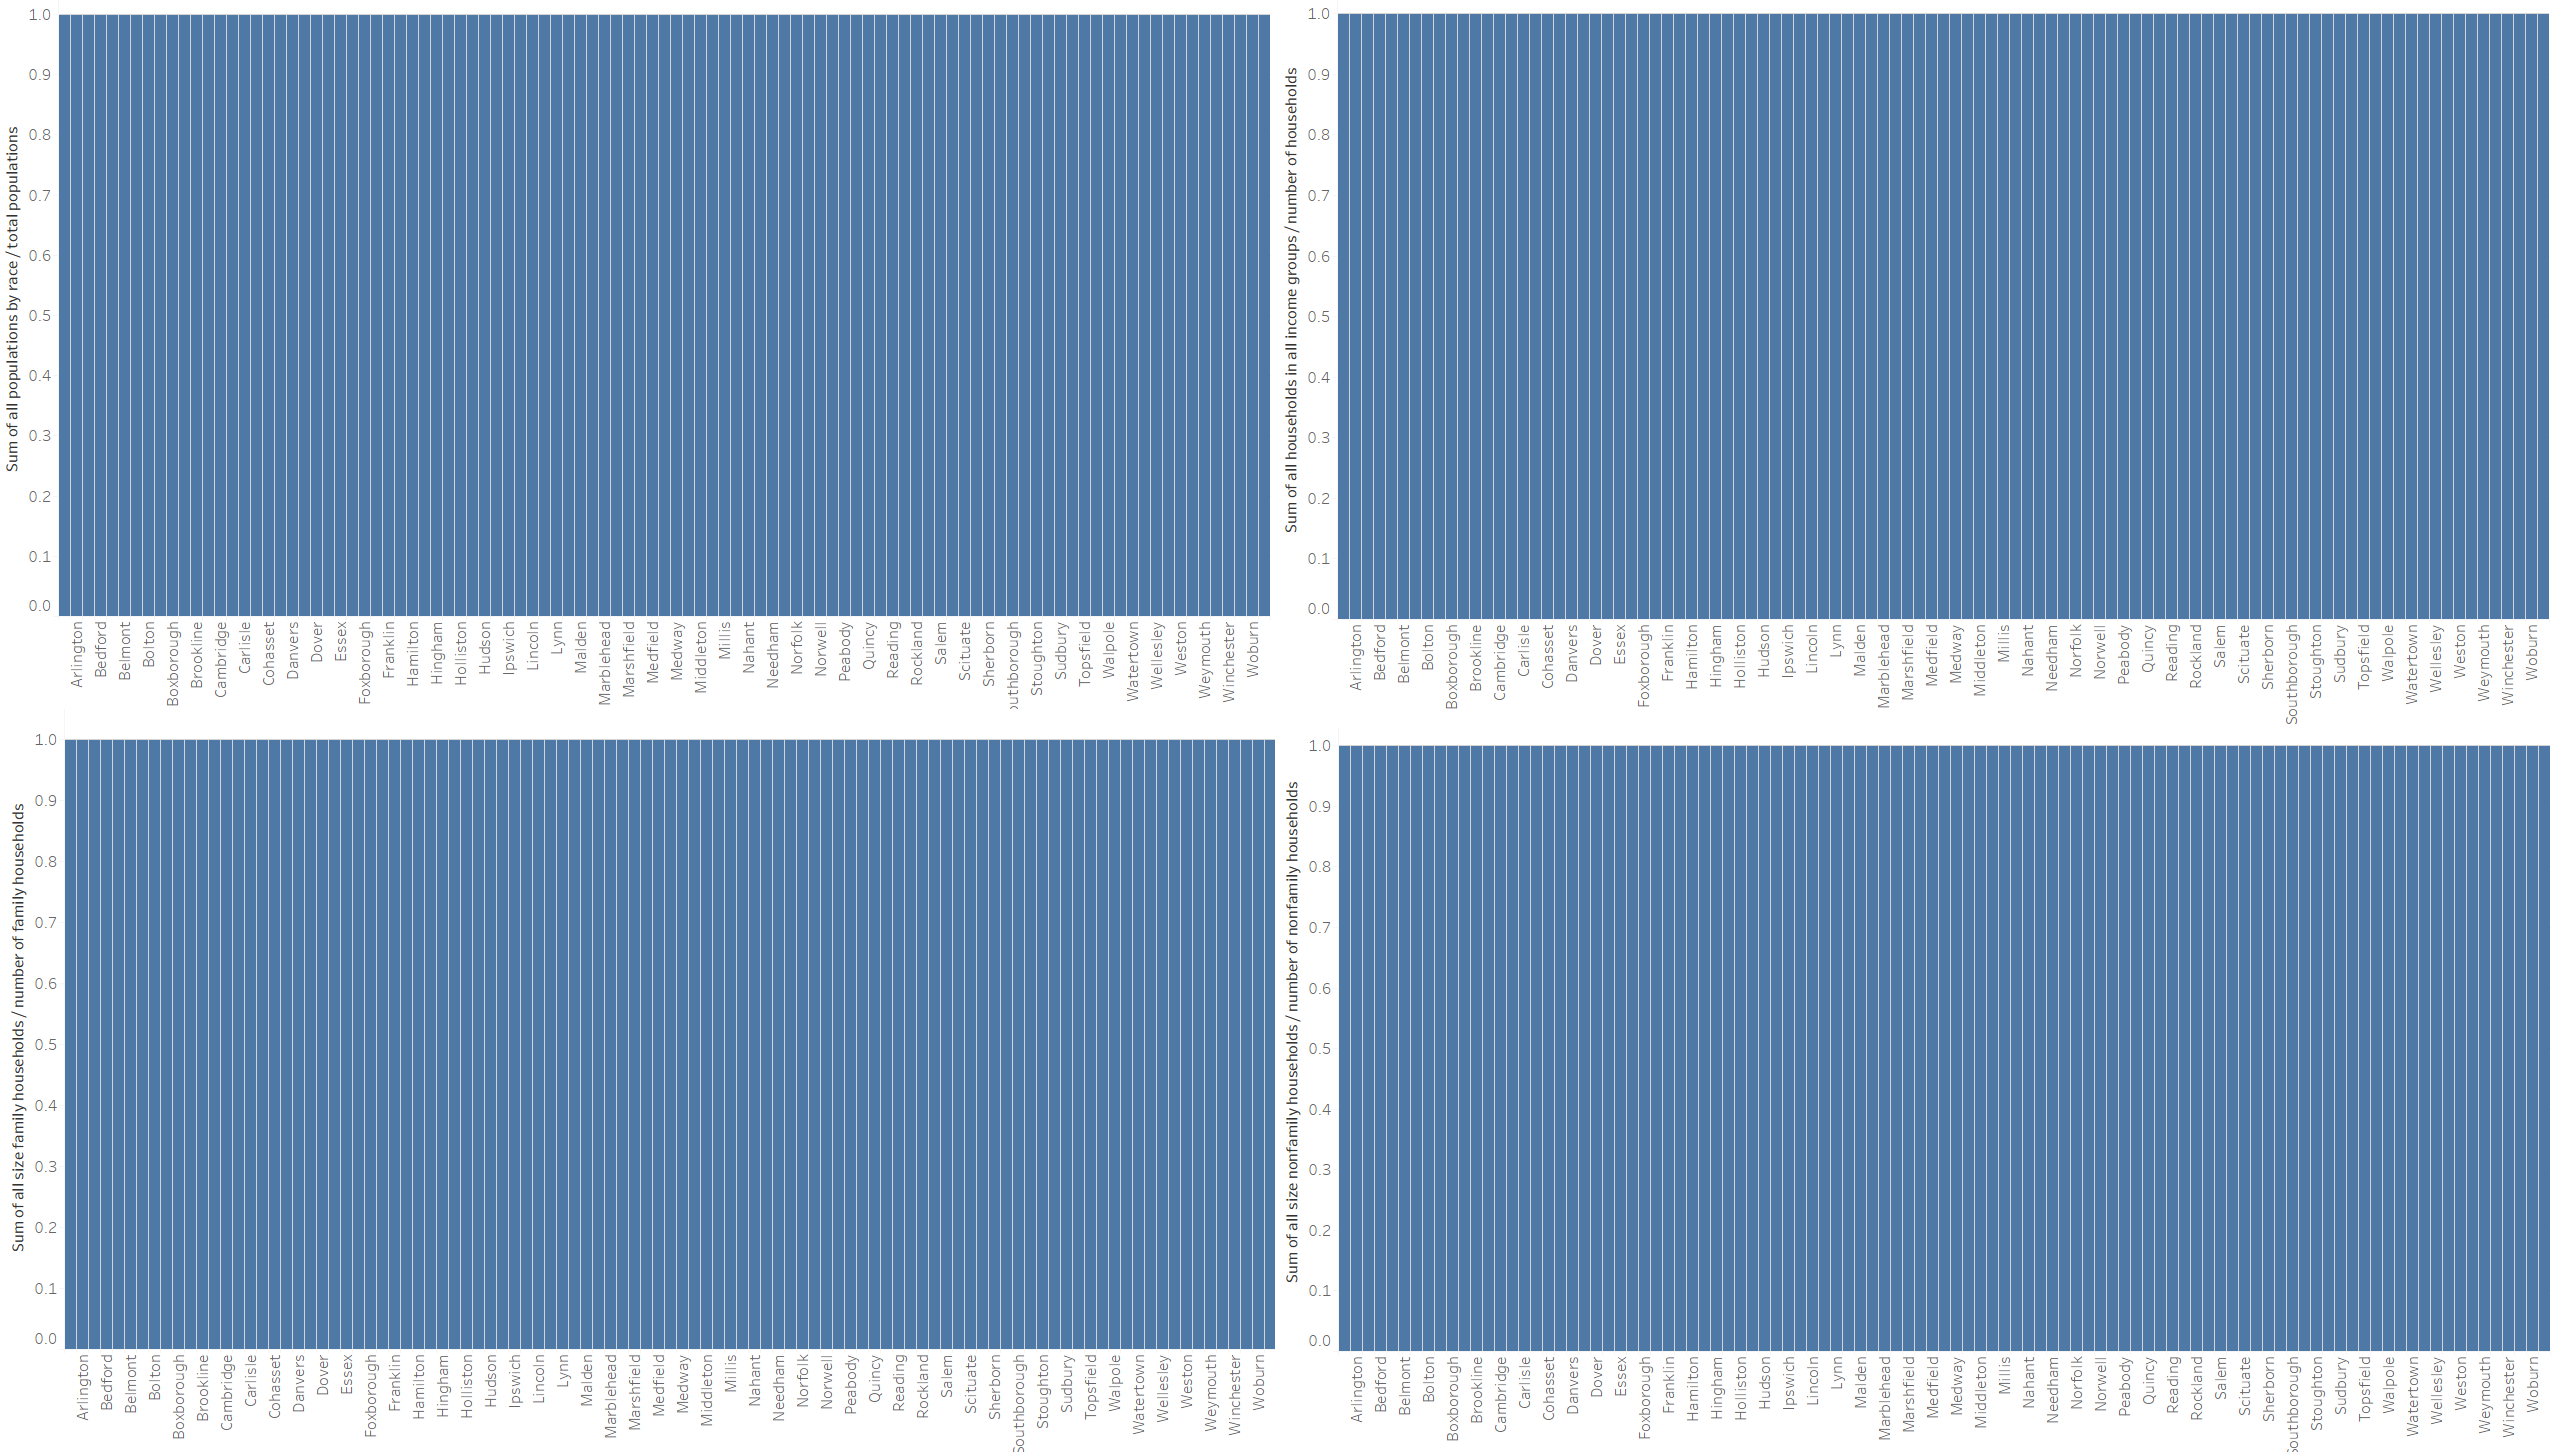 Sum of all populations by race / total populations
1.0
0.9
0.8
0.7
0.6
0.5
0.4
0.3
0.2
0.1
0.0
Arlington
Bedford
Belmont
Bolton
Boxborough
Brookline
Cambridge
Carlisle
Cohasset
Danvers
Dover
Essex
Foxborough
Franklin
Hamilton
Hingham
Holliston
Hudson
Ipswich
Lincoln
Lynn
Malden
Marblehead
Marshfield
Medfield
Medway
Middleton
Millis
Nahant
Needham
Norfolk
Norwell
Peabody
Quincy
Reading
Rockland
Salem
Scituate
Sherborn
outhborough
Stoughton
Sudbury
Topsfield
Walpole
Watertown
Wellesley
Weston
Weymouth
Winchester
Woburn
Sum of all households in all income groups / number of households
1.0
0.9
0.8
0.7
0.6
0.5
0.4
0.3
0.2
0.1
0.0
Arlington
Bedford
Belmont
Bolton
Boxborough
Brookline
Cambridge
Carlisle
Cohasset
Danvers
Dover
Essex
Foxborough
Franklin
Hamilton
Hingham
Holliston
Hudson
Ipswich
Lincoln
Lynn
Malden
Marblehead
Marshfield
Medfield
Medway
Middleton
Millis
Nahant
Needham
Norfolk
Norwell
Peabody
Quincy
Reading
Rockland
Salem
Scituate
Sherborn
Southborough
Stoughton
Sudbury
Topsfield
Walpole
Watertown
Wellesley
Weston
Weymouth
Winchester
Woburn
Sum of all size family households / number of family households
1.0
0.9
0.8
0.7
0.6
0.5
0.4
0.3
0.2
0.1
0.0
Arlington
Bedford
Belmont
Bolton
Boxborough
Brookline
Cambridge
Carlisle
Cohasset
Danvers
Dover
Essex
Foxborough
Franklin
Hamilton
Hingham
Holliston
Hudson
Ipswich
Lincoln
Lynn
Malden
Marblehead
Marshfield
Medfield
Medway
Middleton
Millis
Nahant
Needham
Norfolk
Norwell
Peabody
Quincy
Reading
Rockland
Salem
Scituate
Sherborn
Southborough
Stoughton
Sudbury
Topsfield
Walpole
Watertown
Wellesley
Weston
Weymouth
Winchester
Woburn
Sum of all size nonfamily households / number of nonfamily households
1.0
0.9
0.8
0.7
0.6
0.5
0.4
0.3
0.2
0.1
0.0
Arlington
Bedford
Belmont
Bolton
Boxborough
Brookline
Cambridge
Carlisle
Cohasset
Danvers
Dover
Essex
Foxborough
Franklin
Hamilton
Hingham
Holliston
Hudson
Ipswich
Lincoln
Lynn
Malden
Marblehead
Marshfield
Medfield
Medway
Middleton
Millis
Nahant
Needham
Norfolk
Norwell
Peabody
Quincy
Reading
Rockland
Salem
Scituate
Sherborn
Southborough
Stoughton
Sudbury
Topsfield
Walpole
Watertown
Wellesley
Weston
Weymouth
Winchester
Woburn